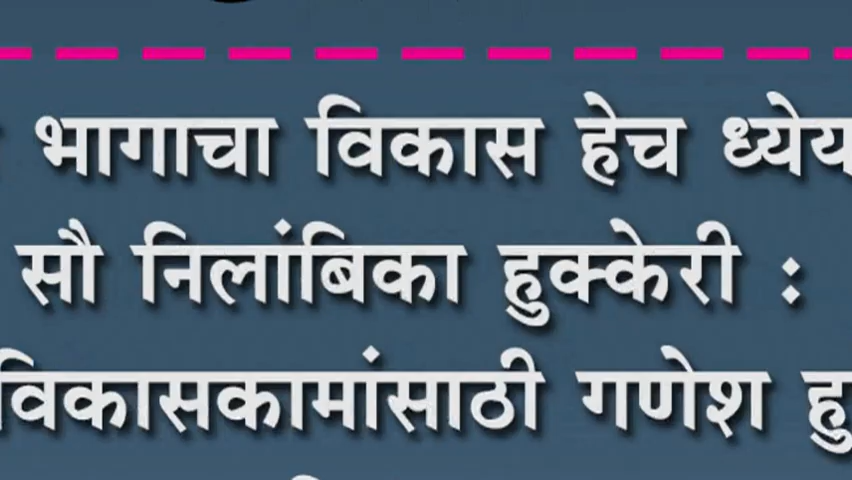 भागाचा विकास हेच ध्येय
सौ निलांबिका हुक्केरी :
विकासकामांसाठी गणेश